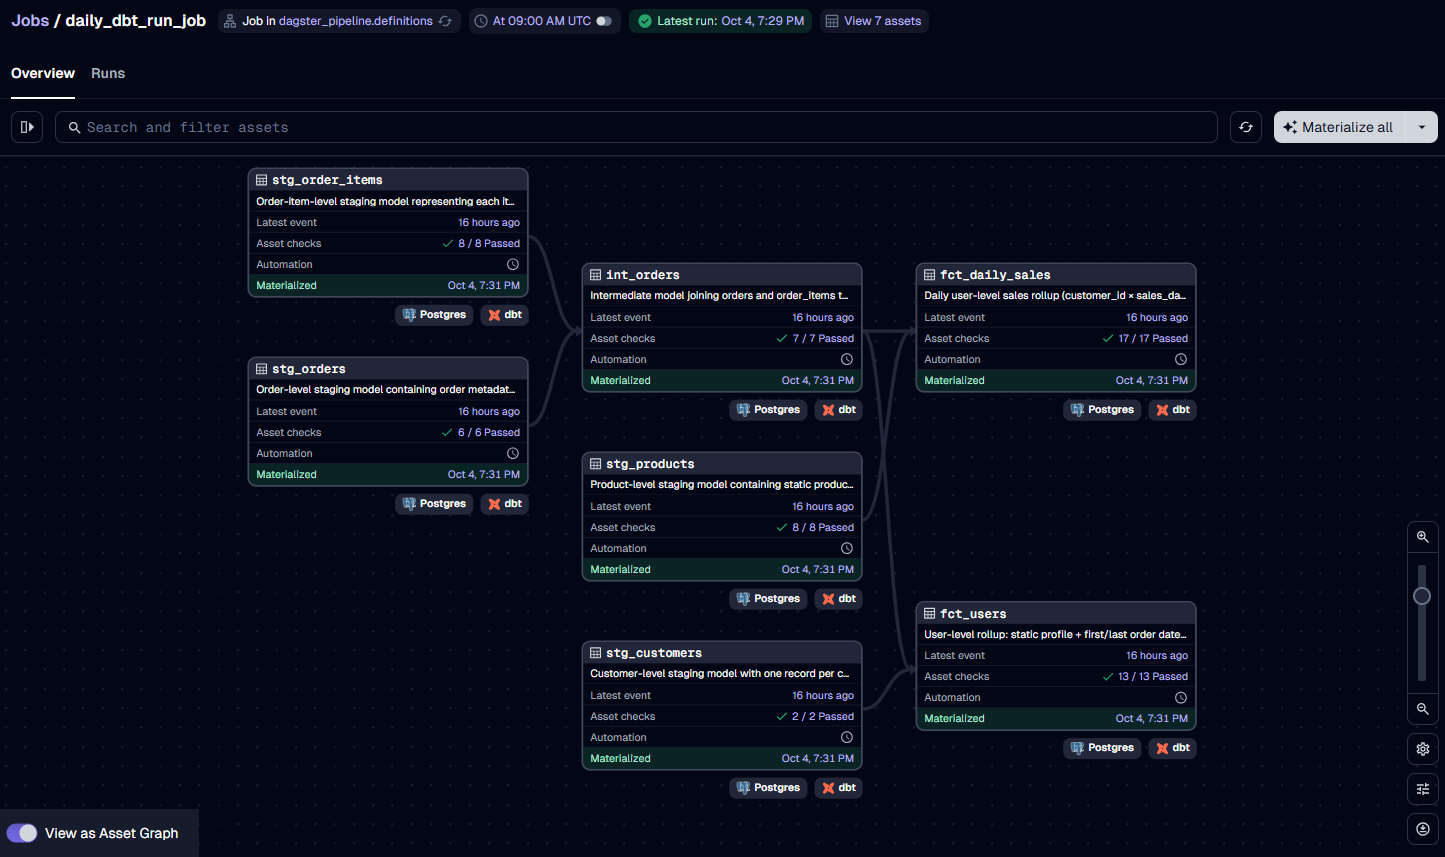 Jobs / daily_dbt_run_job Job in dagster_pipeline.definitions At 09:00 AM UTC Latest run: Oct 4, 7:29 PM View 7 assets
Overview Runs
Search and filter assets Materialize all
stg_order_items
Order-item-level staging model representing each it…
Latest event 16 hours ago
Asset checks 8 / 8 Passed
Automation
Materialized Oct 4, 7:31 PM
Postgres dbt
stg_orders
Order-level staging model containing order metadat…
Latest event 16 hours ago
Asset checks 6 / 6 Passed
Automation
Materialized Oct 4, 7:31 PM
Postgres dbt
int_orders
Intermediate model joining orders and order_items t…
Latest event 16 hours ago
Asset checks 7 / 7 Passed
Automation
Materialized Oct 4, 7:31 PM
Postgres dbt
stg_products
Product-level staging model containing static produc…
Latest event 16 hours ago
Asset checks 8 / 8 Passed
Automation
Materialized Oct 4, 7:31 PM
Postgres dbt
stg_customers
Customer-level staging model with one record per c…
Latest event 16 hours ago
Asset checks 2 / 2 Passed
Automation
Materialized Oct 4, 7:31 PM
Postgres dbt
fct_daily_sales
Daily user-level sales rollup (customer_id × sales_da…
Latest event 16 hours ago
Asset checks 17 / 17 Passed
Automation
Materialized Oct 4, 7:31 PM
Postgres dbt
fct_users
User-level rollup: static profile + first/last order date…
Latest event 16 hours ago
Asset checks 13 / 13 Passed
Automation
Materialized Oct 4, 7:31 PM
Postgres dbt
View as Asset Graph